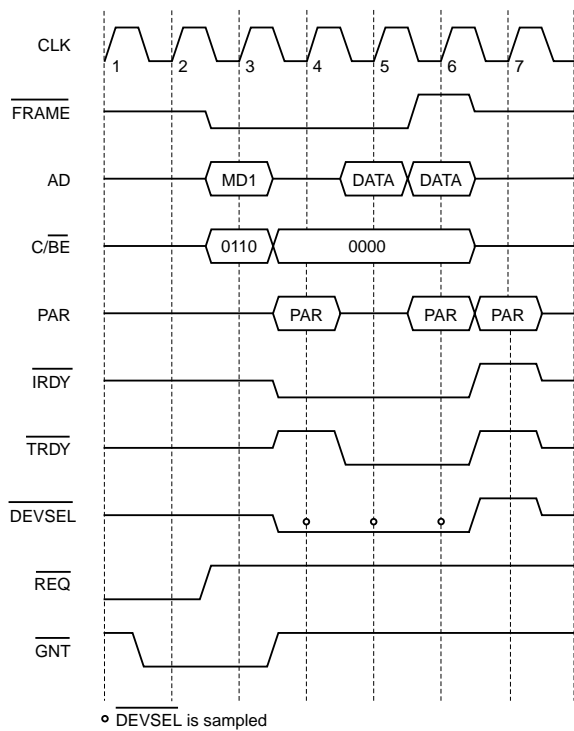 CLK
1 2 3 4 5 6 7
FRAME
AD MD1 DATA DATA
C/BE 0110 0000
PAR PAR PAR PAR
IRDY
TRDY
DEVSEL
REQ
GNT
DEVSEL is sampled